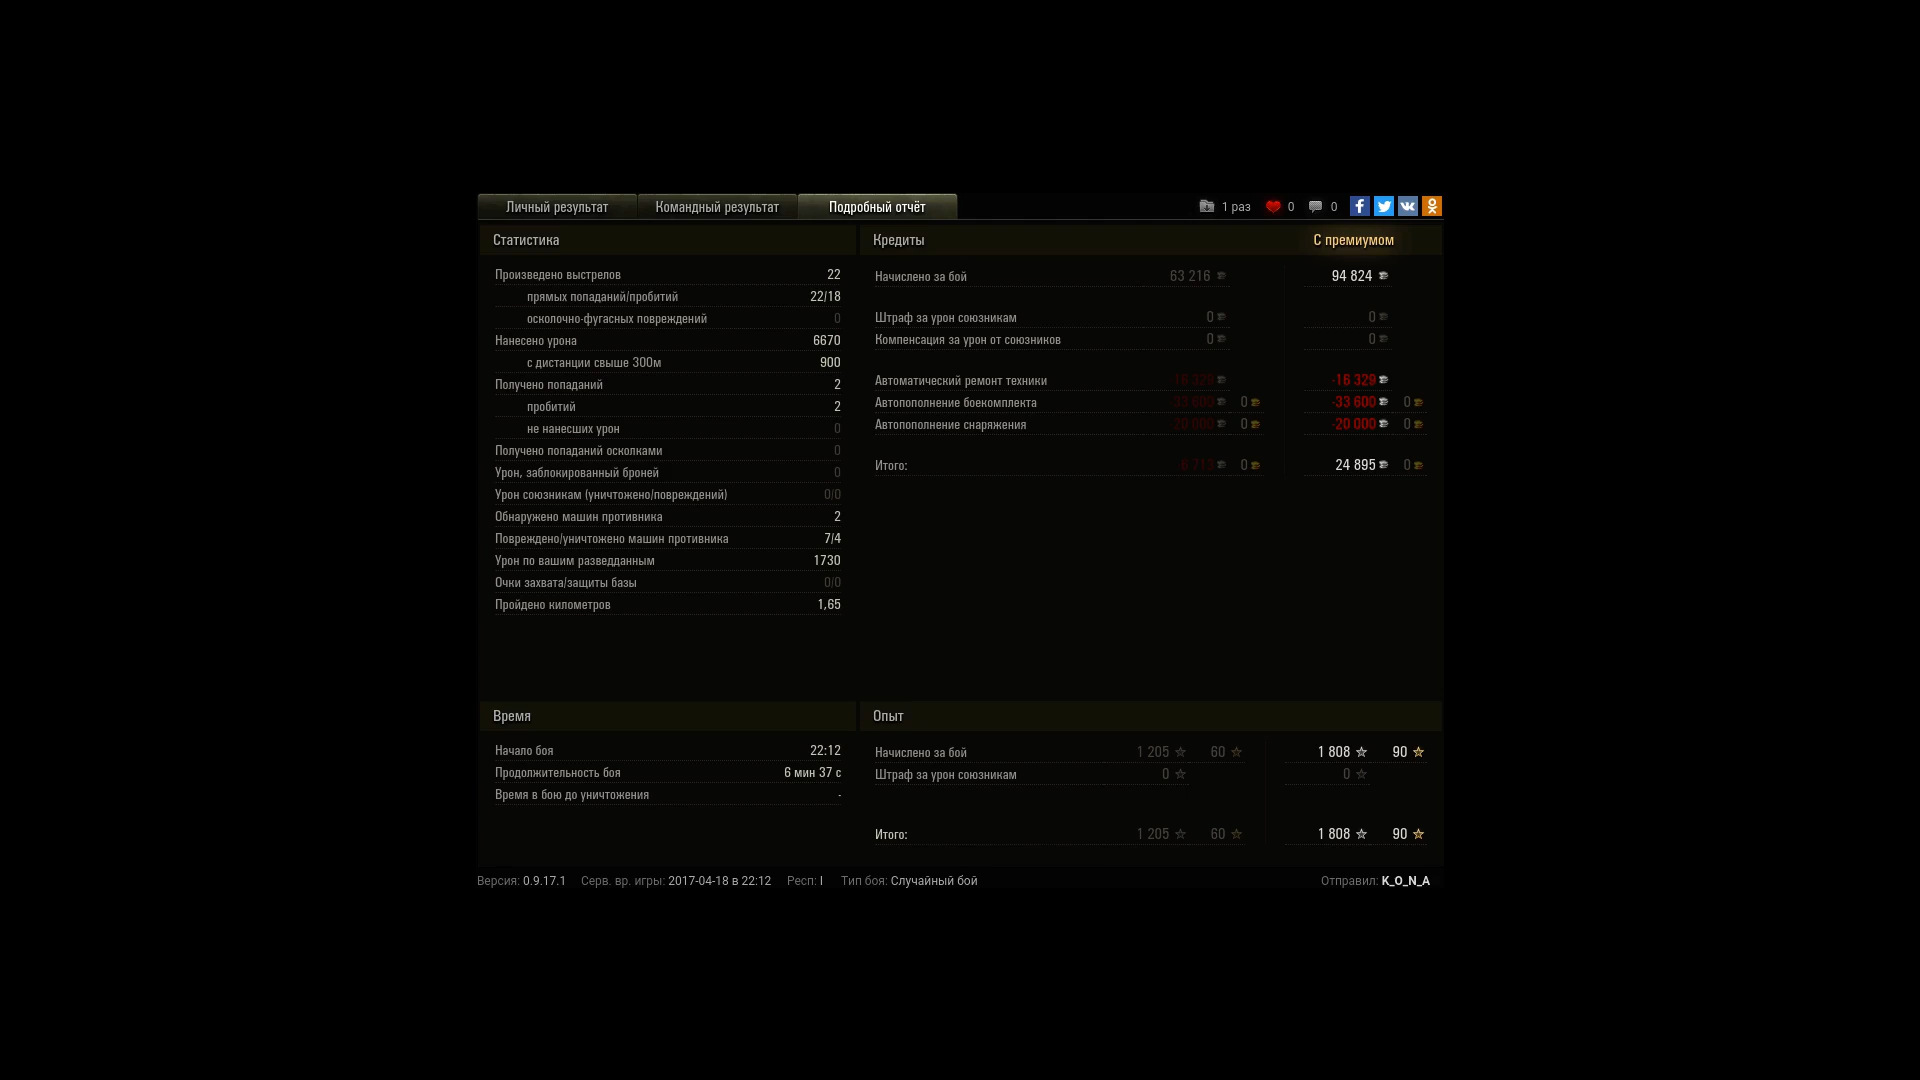 Личный результат Командный результат Подробный отчёт 1 раз 0 0
Статистика
Произведено выстрелов 22
прямых попаданий/пробитий 22/18
осколочно-фугасных повреждений 0
Нанесено урона 6670
с дистанции свыше 300м 900
Получено попаданий 2
пробитий 2
не нанесших урон 0
Получено попаданий осколками 0
Урон, заблокированный броней 0
Урон союзникам (уничтожено/повреждений) 0/0
Обнаружено машин противника 2
Повреждено/уничтожено машин противника 7/4
Урон по вашим разведданным 1730
Очки захвата/защиты базы 0/0
Пройдено километров 1,65
Кредиты С премиумом
Начислено за бой 63 216 94 824
Штраф за урон союзникам 0 0
Компенсация за урон от союзников 0 0
Автоматический ремонт техники -16 329 -16 329
Автопополнение боекомплекта -33 600 0 -33 600 0
Автопополнение снаряжения -20 000 0 -20 000 0
Итого: -6 713 0 24 895 0
Время
Начало боя 22:12
Продолжительность боя 6 мин 37 с
Время в бою до уничтожения -
Опыт
Начислено за бой 1 205 60 1 808 90
Штраф за урон союзникам 0 0
Итого: 1 205 60 1 808 90
Версия: 0.9.17.1 Серв. вр. игры: 2017-04-18 в 22:12 Респ: I Тип боя: Случайный бой Отправил: K_O_N_A